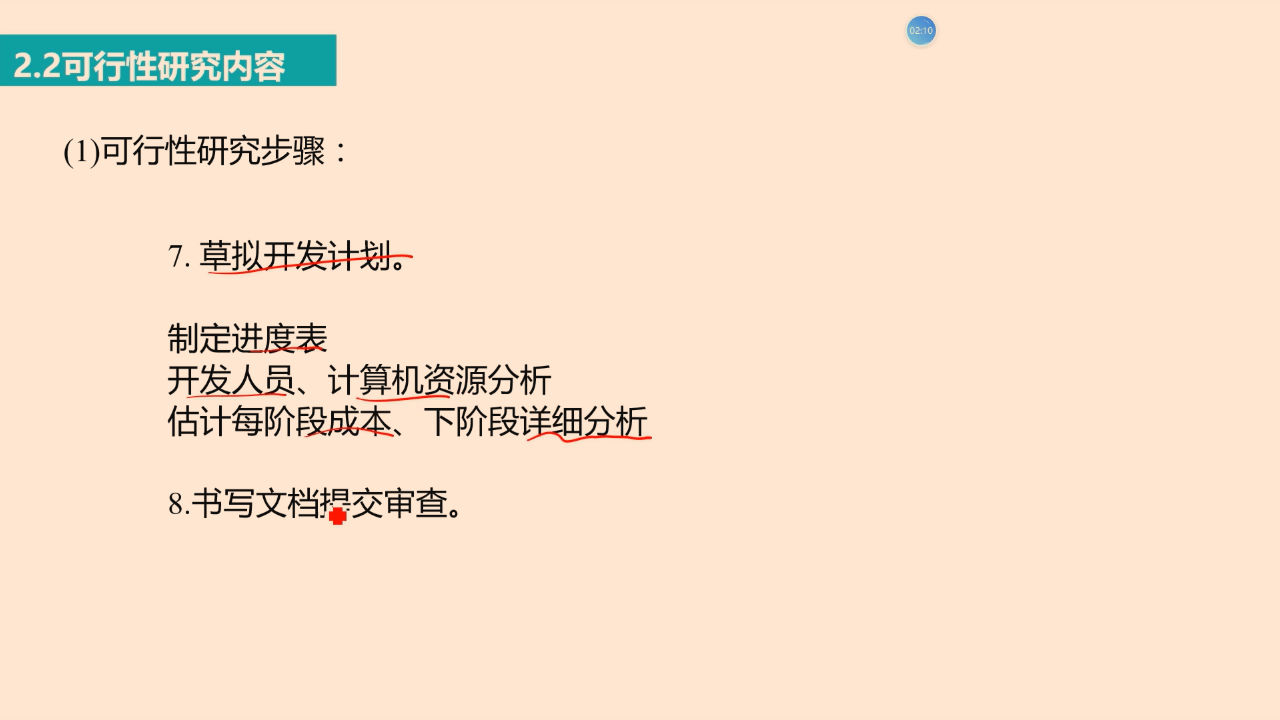 02:10
2.2可行性研究内容
(1)可行性研究步骤：
7. 草拟开发计划。
制定进度表
开发人员、计算机资源分析
估计每阶段成本、下阶段详细分析
8.书写文档提交审查。